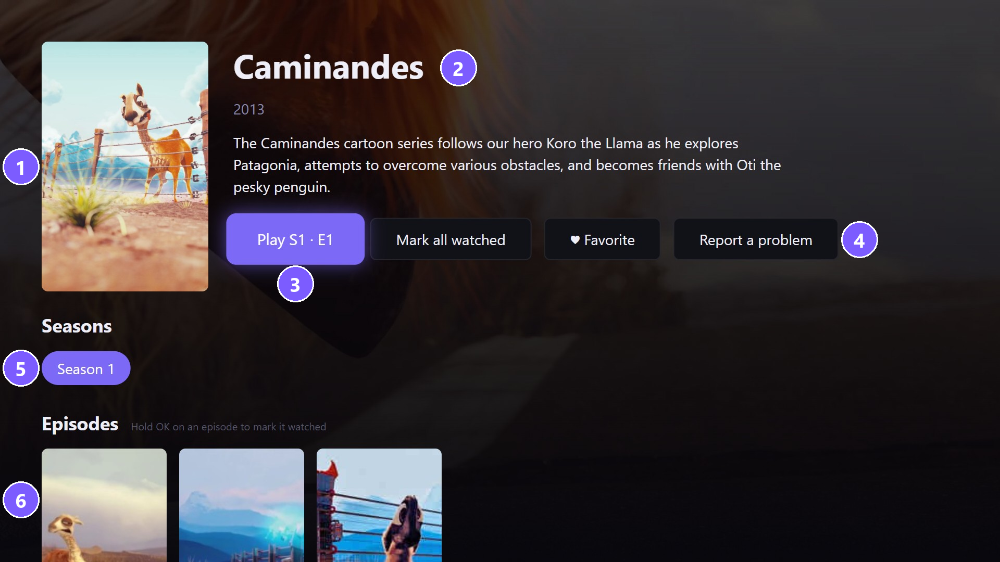 Caminandes 2
2013
The Caminandes cartoon series follows our hero Koro the Llama as he explores
Patagonia, attempts to overcome various obstacles, and becomes friends with Oti the
pesky penguin.
1
Play S1 · E1
Mark all watched
♥ Favorite
Report a problem
4
3
Seasons
5
Season 1
Episodes
Hold OK on an episode to mark it watched
6